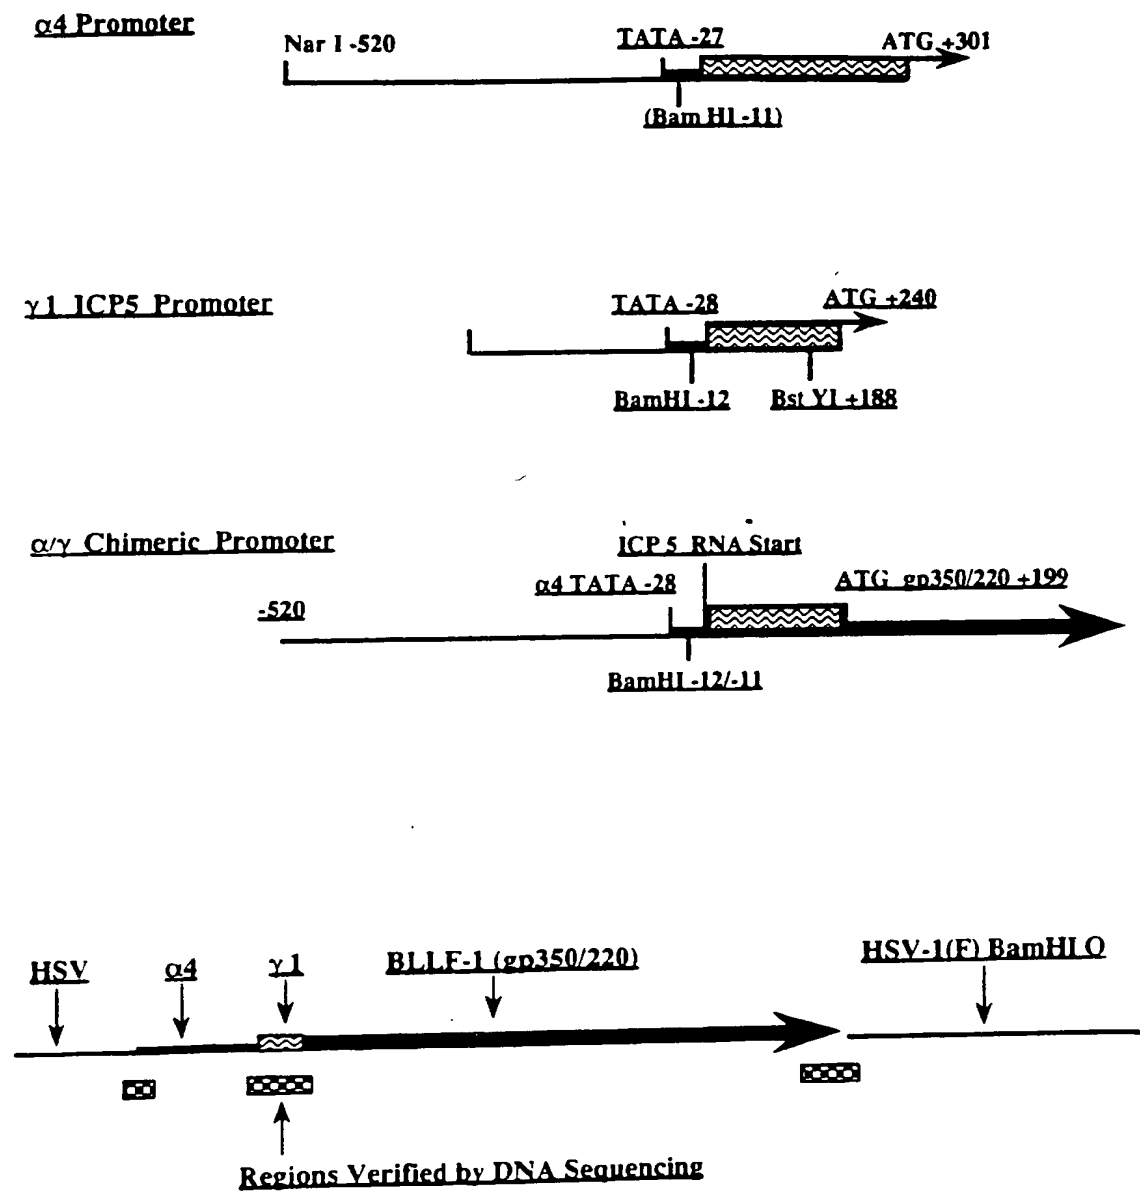 α4 Promoter
Nar I -520
TATA -27
ATG +301
(Bam HI -11)
γ1 ICP5 Promoter
TATA -28
ATG +240
BamHI -12
Bst YI +188
α/γ Chimeric Promoter
ICP5 RNA Start
α4 TATA -28
ATG gp350/220 +199
-520
BamHI -12/-11
HSV
α4
γ1
BLLF-1 (gp350/220)
HSV-1(F) BamHI Q
Regions Verified by DNA Sequencing